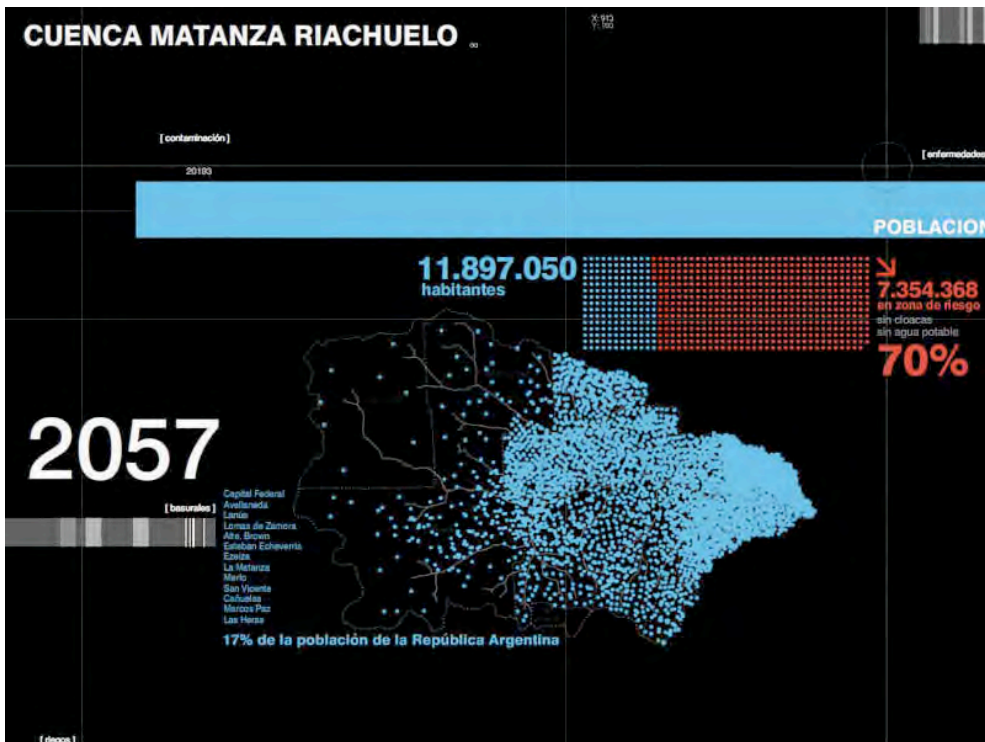 CUENCA MATANZA RIACHUELO
X: 913
[ contaminación ]
20193
[ enfermedades
POBLACION
11.897.050
habitantes
7.354.368
en zona de riesgo
sin cloacas
sin agua potable
70%
2057
[ basurales ]
Capital Federal
Avellaneda
Lanús
Lomas de Zamora
Alte. Brown
Esteban Echeverría
Ezeiza
La Matanza
Merlo
San Vicente
Cañuelas
Marcos Paz
Las Heras
17% de la población de la República Argentina